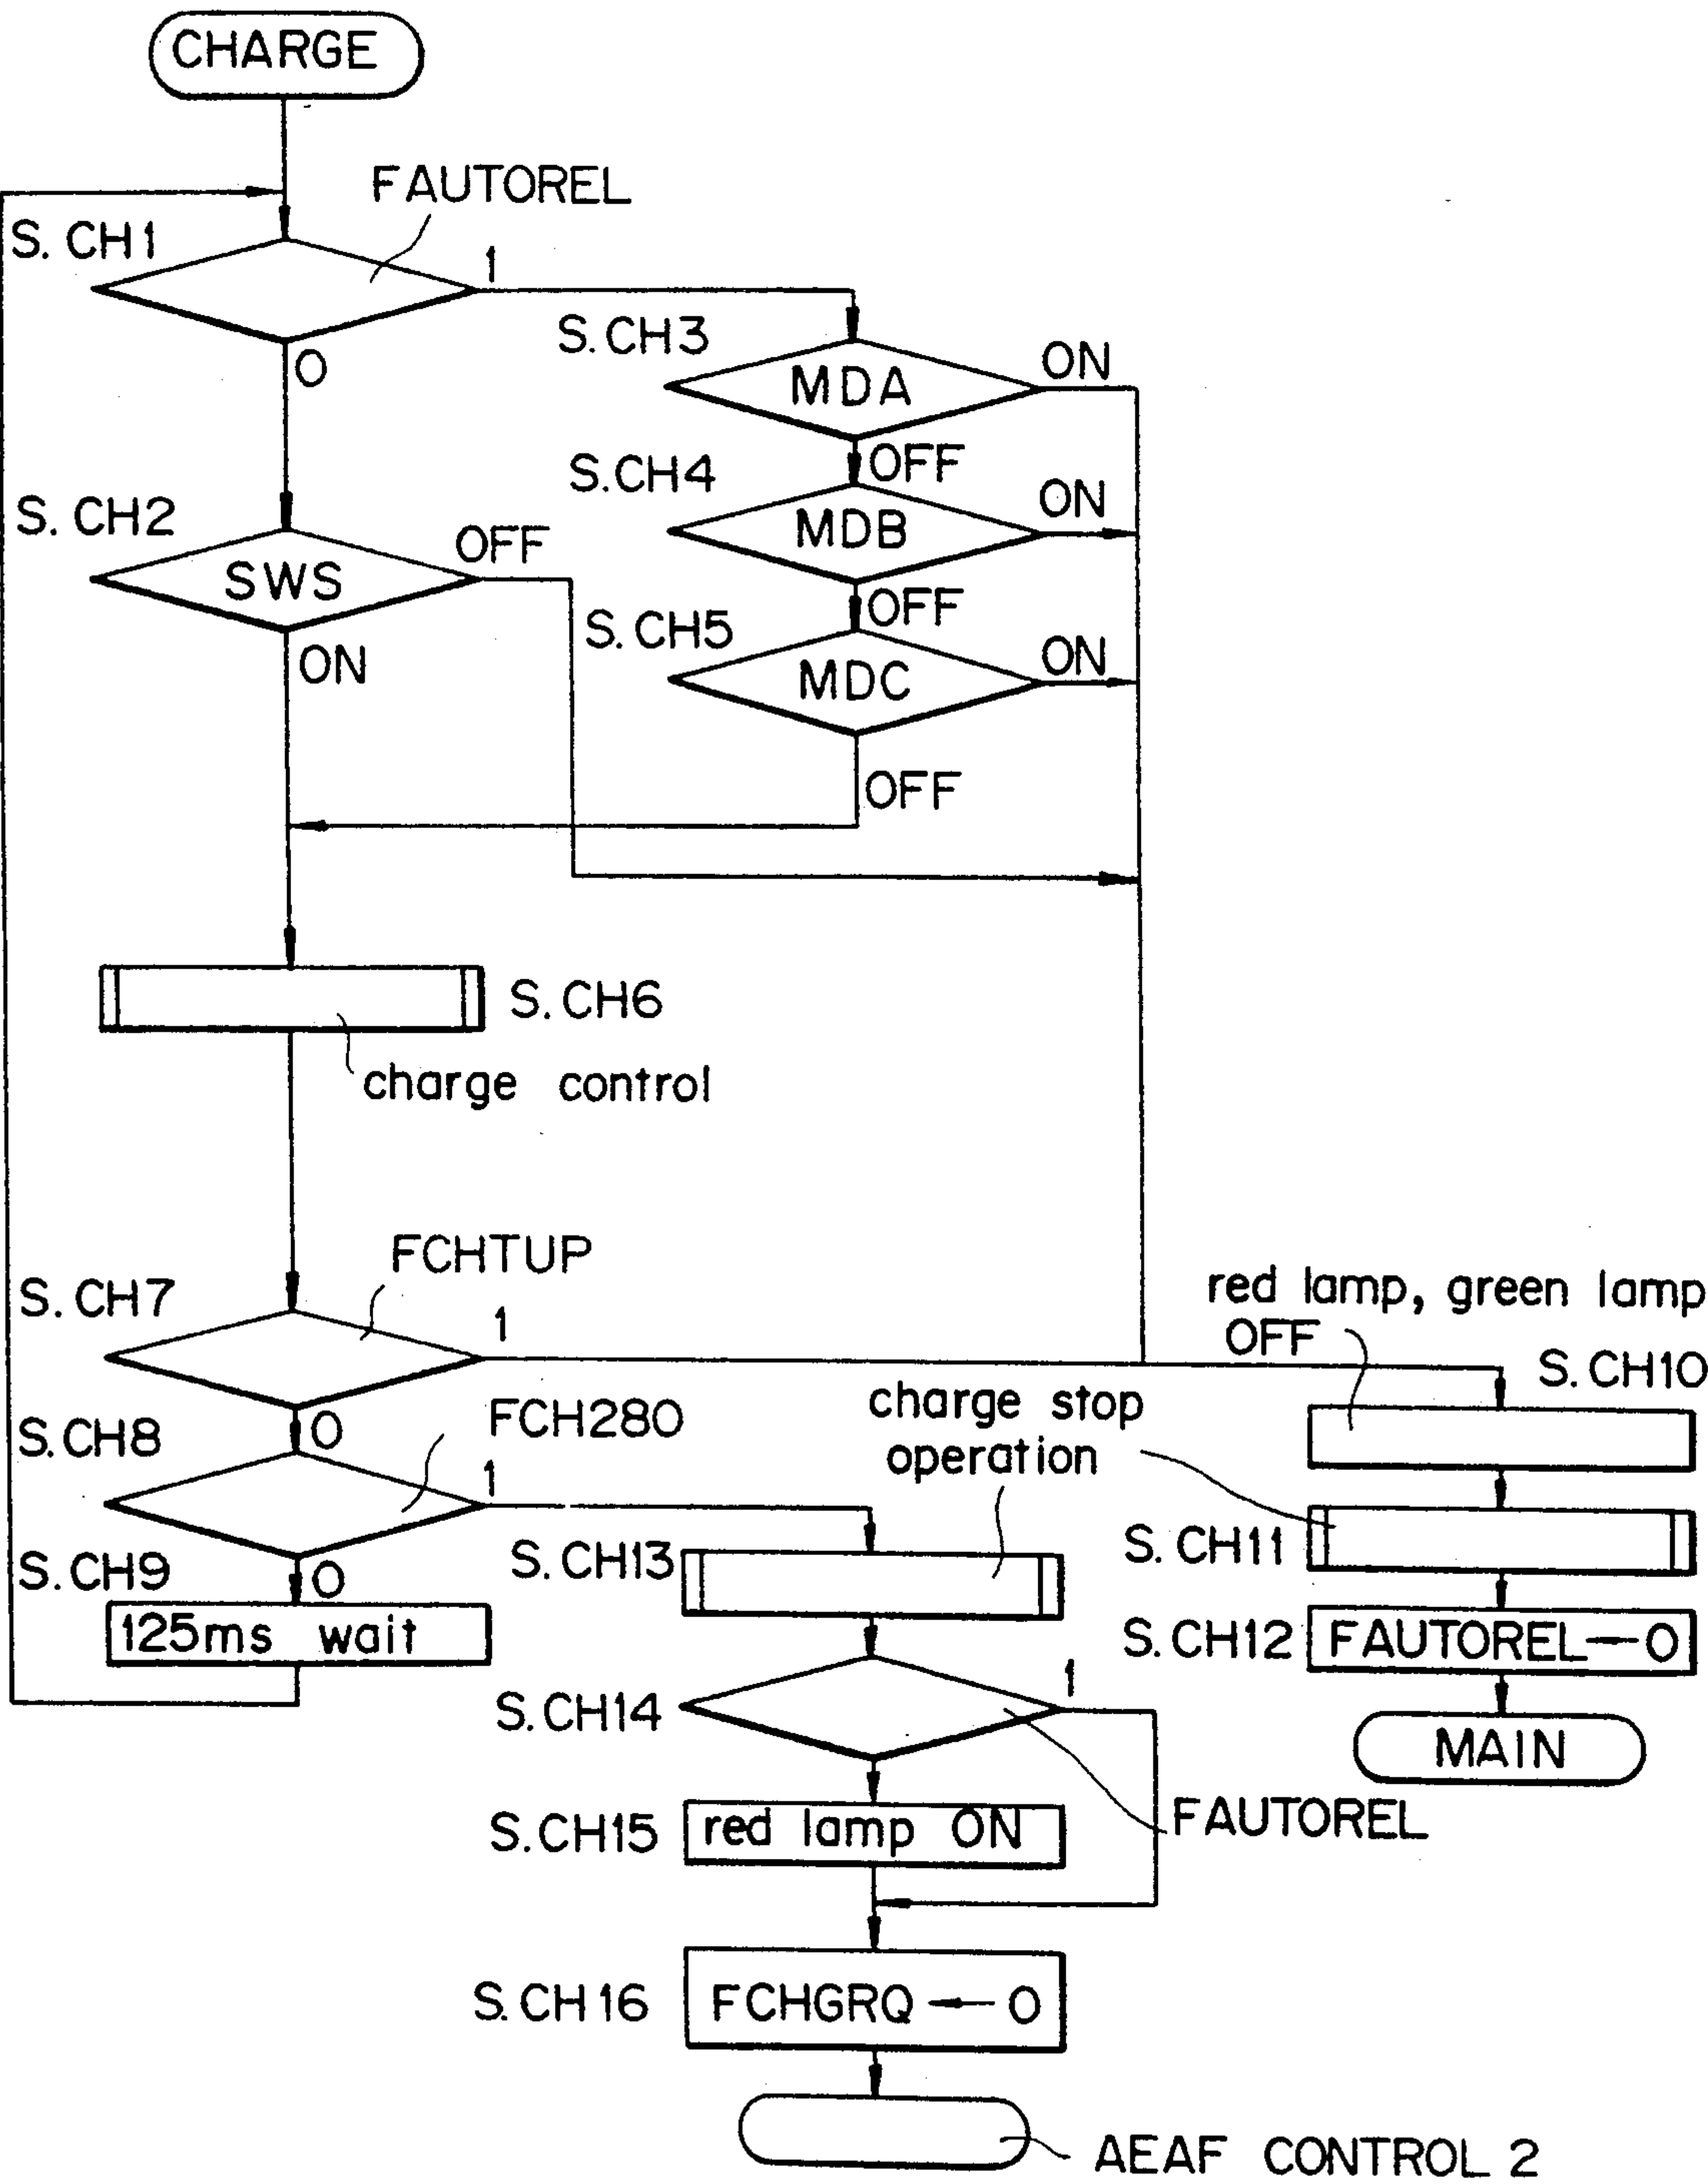 CHARGE
FAUTOREL
S. CH1
1
S. CH3
0
MDA
ON
OFF
S. CH4
MDB
ON
S. CH2
SWS
OFF
OFF
S. CH5
ON
MDC
ON
OFF
S. CH6
charge control
FCHTUP
S. CH7
1
red lamp, green lamp
OFF
S. CH10
charge stop
operation
0
FCH280
S. CH8
1
S. CH11
S. CH13
S. CH9
0
125ms wait
S. CH12
FAUTOREL←0
1
S. CH14
MAIN
FAUTOREL
S. CH15
red lamp ON
S. CH16
FCHGRQ ← 0
AEAF CONTROL 2